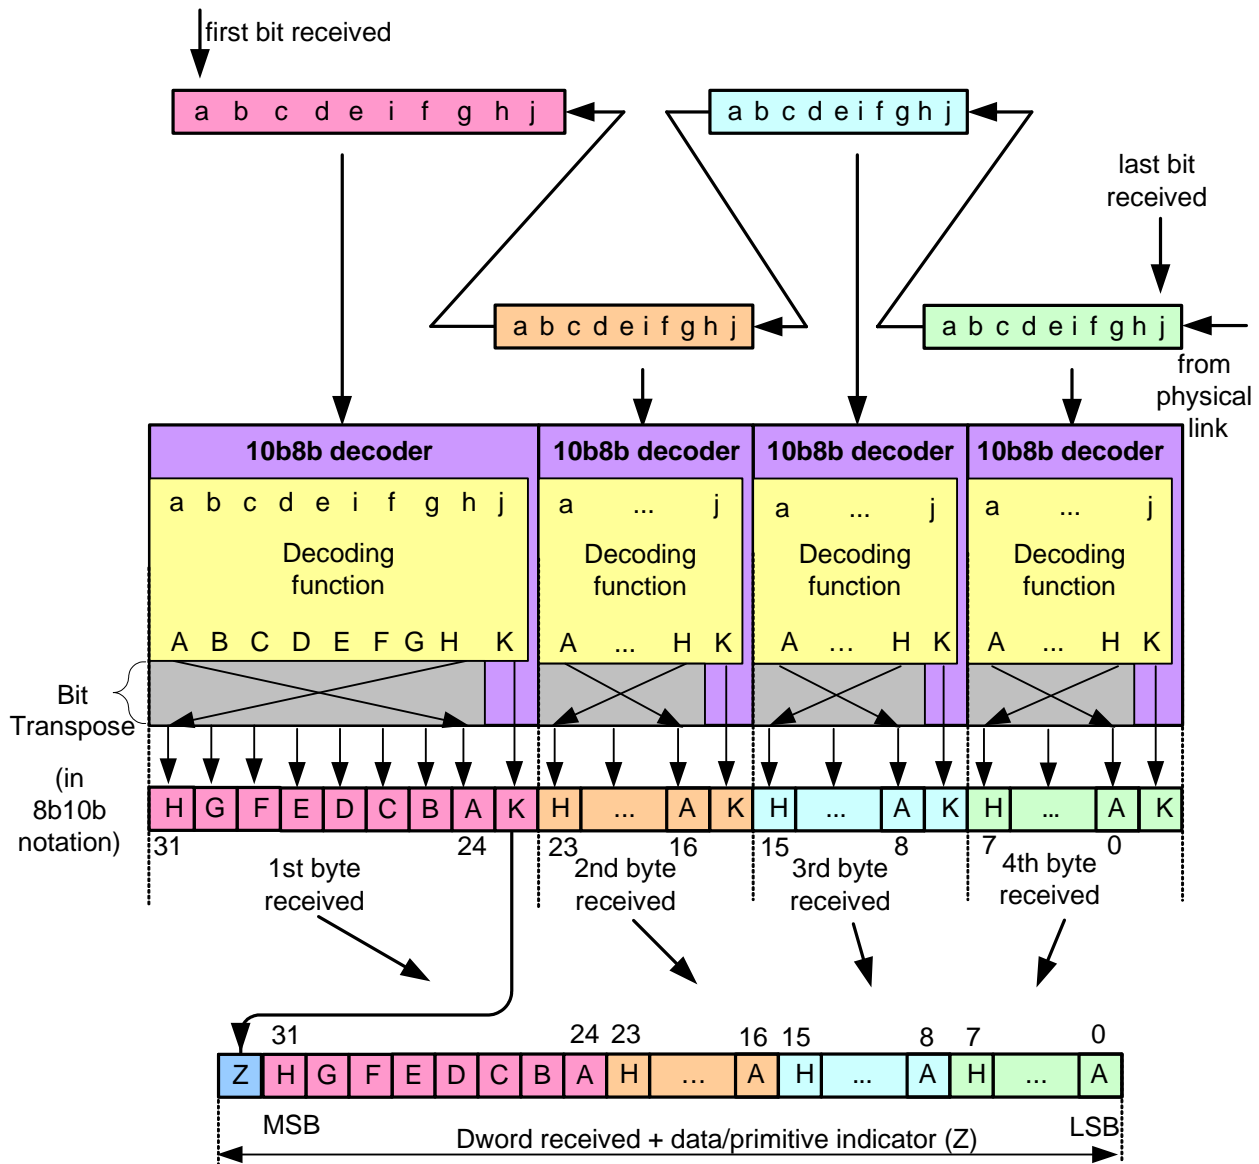 first bit received
a b c d e i f g h j
a b c d e i f g h j
last bit
received
a b c d e i f g h j
a b c d e i f g h j
from
physical
link
10b8b decoder
10b8b decoder
10b8b decoder
10b8b decoder
a b c d e i f g h j
a ... j
a ... j
a ... j
Decoding
function
Decoding
function
Decoding
function
Decoding
function
A B C D E F G H K
A ... H K
A ... H K
A ... H K
Bit
Transpose
(in
8b10b
notation)
H G F E D C B A K
H ... A K
H ... A K
H ... A K
31 24 23 16 15 8 7 0
1st byte
received
2nd byte
received
3rd byte
received
4th byte
received
31 24 23 16 15 8 7 0
Z H G F E D C B A H ... A H ... A H ... A
MSB LSB
Dword received + data/primitive indicator (Z)